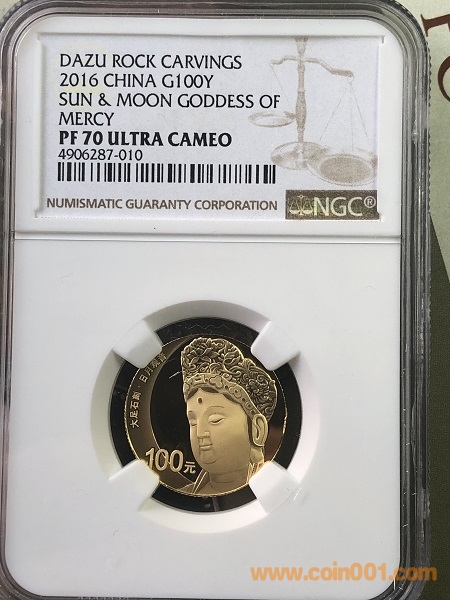 DAZU ROCK CARVINGS
2016 CHINA G100Y
SUN & MOON GODDESS OF
MERCY
PF 70 ULTRA CAMEO
4906287-010
NUMISMATIC GUARANTY CORPORATION
NGC®
大足石刻·日月观音
100元
www.coin001.com